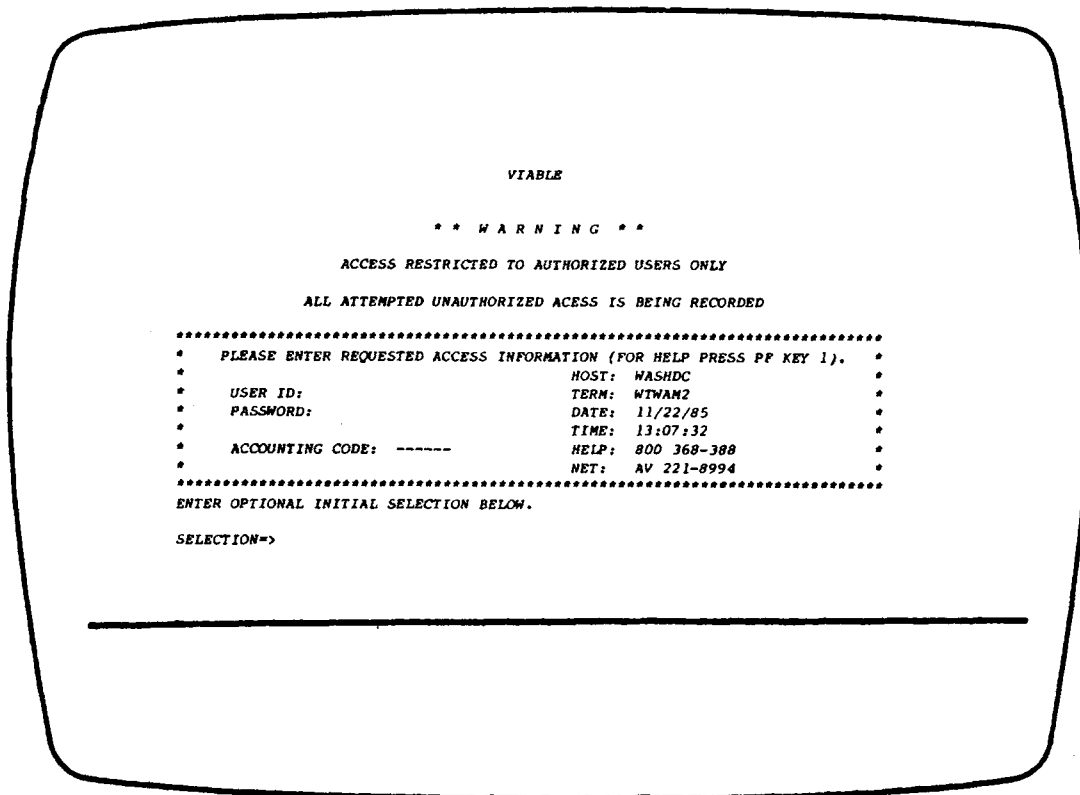 VIABLE
* * W A R N I N G * *
ACCESS RESTRICTED TO AUTHORIZED USERS ONLY
ALL ATTEMPTED UNAUTHORIZED ACESS IS BEING RECORDED
******************************************************************************
* PLEASE ENTER REQUESTED ACCESS INFORMATION (FOR HELP PRESS PF KEY 1). *
* HOST: WASHDC *
* USER ID: TERM: WTWAM2 *
* PASSWORD: DATE: 11/22/85 *
* TIME: 13:07:32 *
* ACCOUNTING CODE: ------ HELP: 800 368-388 *
* NET: AV 221-8994 *
******************************************************************************
ENTER OPTIONAL INITIAL SELECTION BELOW.
SELECTION=>